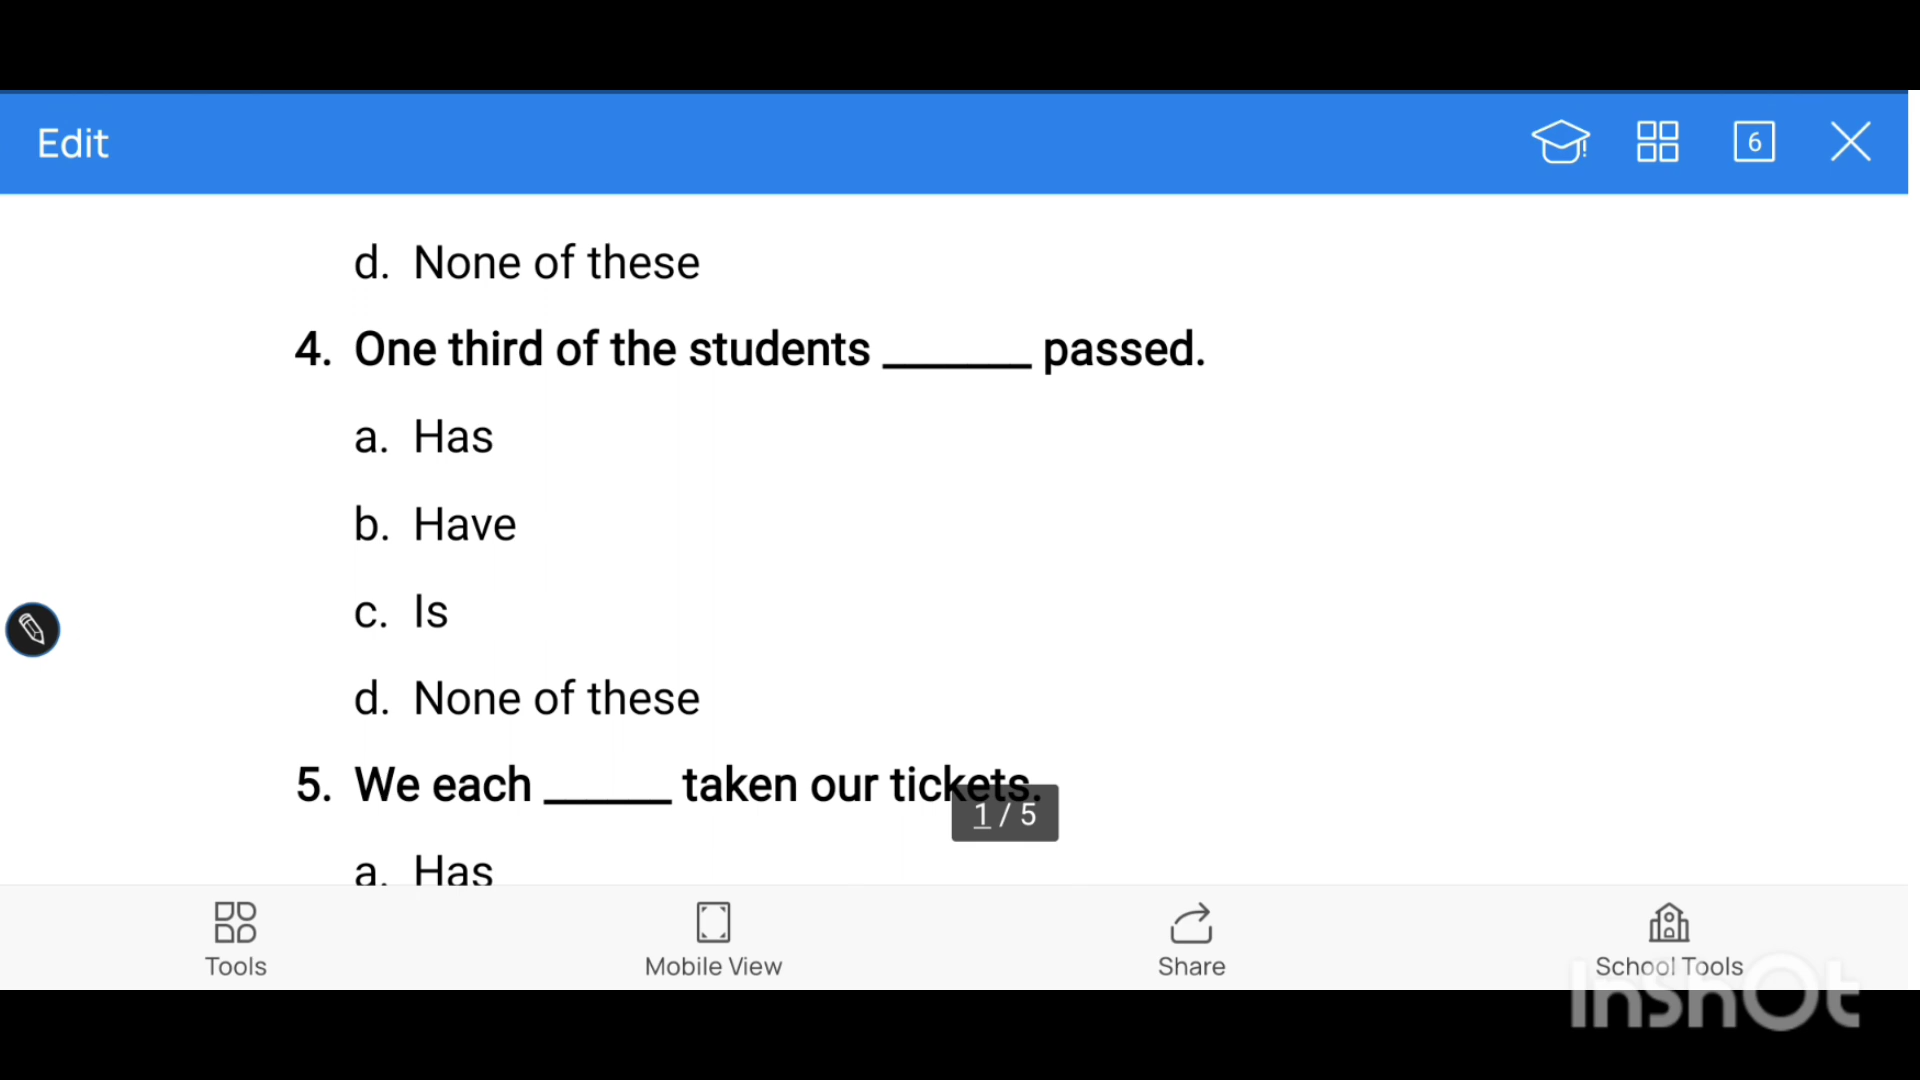 Edit
6
d. None of these
4. One third of the students ______ passed.
a. Has
b. Have
c. Is
d. None of these
5. We each _____ taken our tickets.
1 / 5
a. Has
Tools
Mobile View
Share
School Tools
InShOt